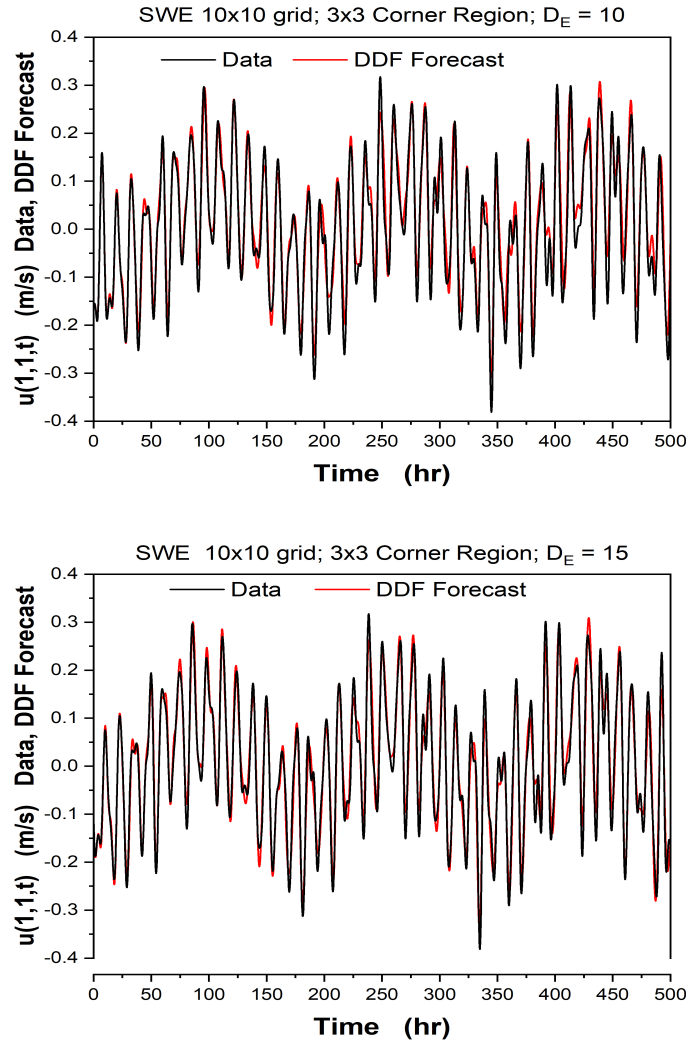 SWE 10x10 grid; 3x3 Corner Region; D_E = 10
Data
DDF Forecast
u(1,1,t) (m/s) Data, DDF Forecast
0.4
0.3
0.2
0.1
0.0
-0.1
-0.2
-0.3
-0.4
0 50 100 150 200 250 300 350 400 450 500
Time (hr)
SWE 10x10 grid; 3x3 Corner Region; D_E = 15
Data
DDF Forecast
u(1,1,t) (m/s) Data, DDF Forecast
0.4
0.3
0.2
0.1
0.0
-0.1
-0.2
-0.3
-0.4
0 50 100 150 200 250 300 350 400 450 500
Time (hr)